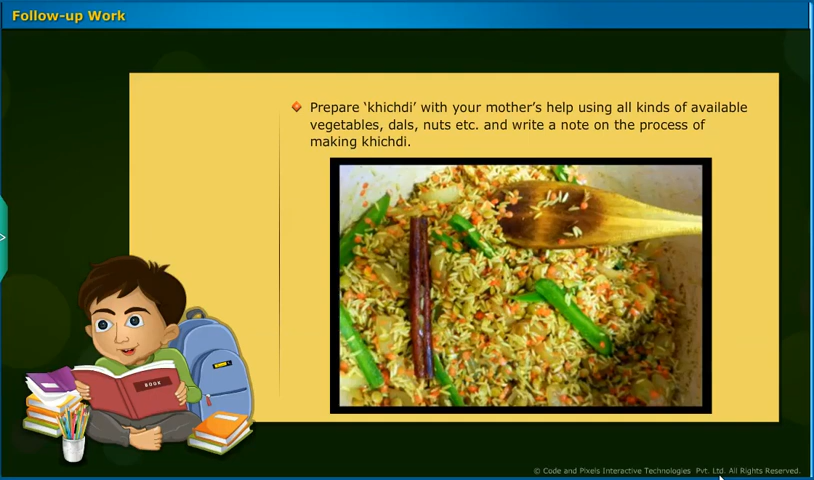 Follow-up Work
Prepare ‘khichdi’ with your mother’s help using all kinds of available
vegetables, dals, nuts etc. and write a note on the process of
making khichdi.
BOOK
© Code and Pixels Interactive Technologies Pvt. Ltd. All Rights Reserved.